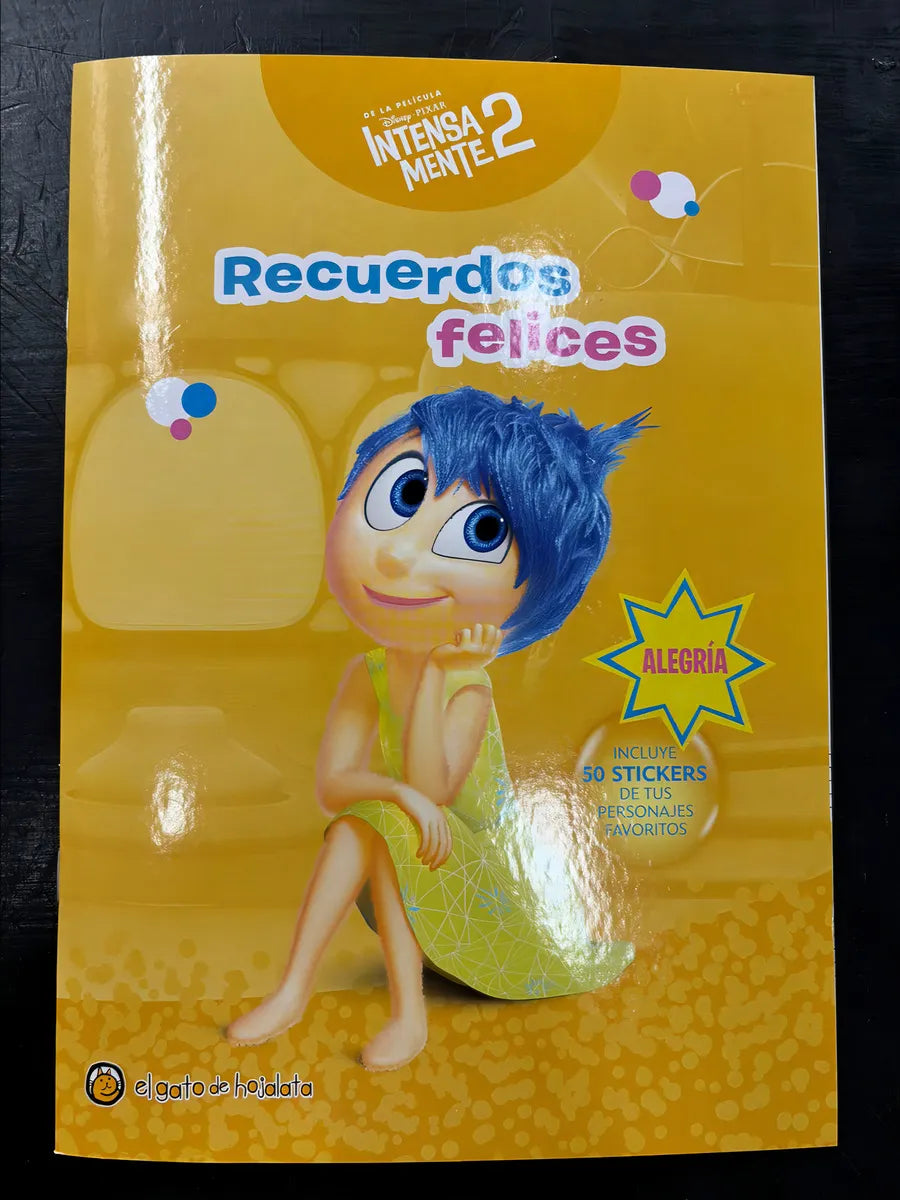 DE LA PELÍCULA
Disney · PIXAR
INTENSA
MENTE 2
Recuerdos
felices
ALEGRÍA
INCLUYE
50 STICKERS
DE TUS
PERSONAJES
FAVORITOS
el gato de hojalata